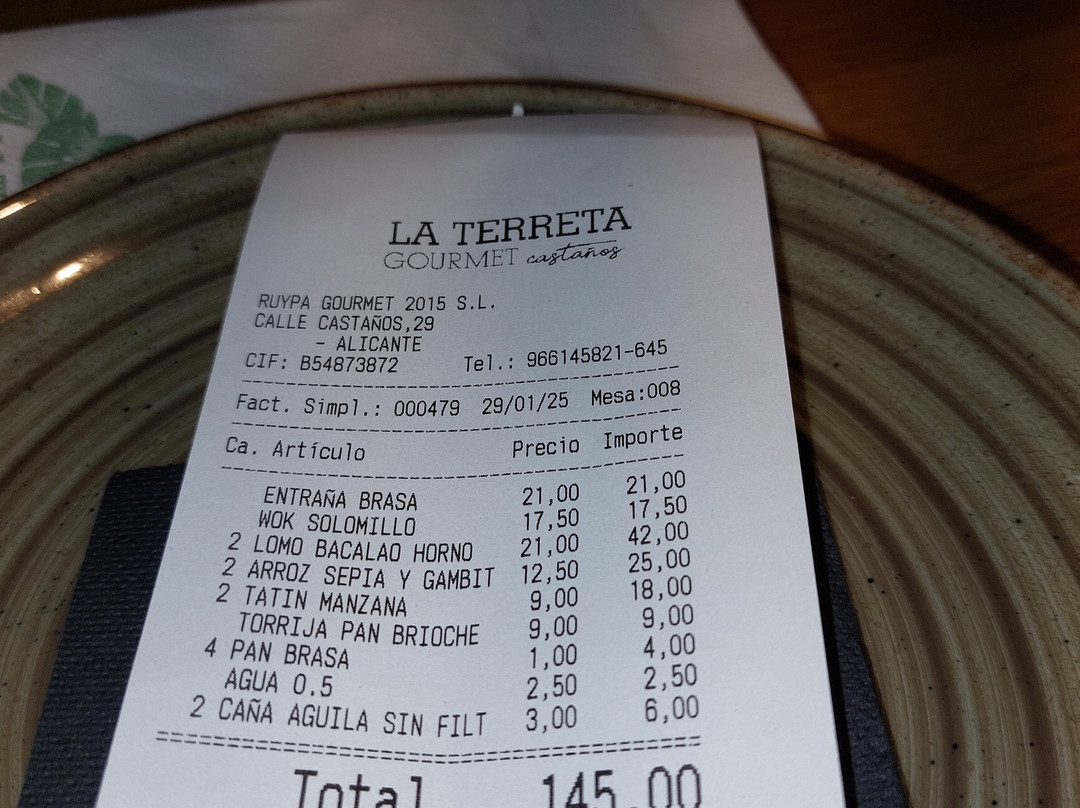 LA TERRETA
GOURMET castaños
RUYPA GOURMET 2015 S.L.
CALLE CASTAÑOS,29
- ALICANTE
CIF: B54873872 Tel.: 966145821-645
Fact. Simpl.: 000479 29/01/25 Mesa:008
Ca. Artículo Precio Importe
ENTRAÑA BRASA 21,00 21,00
WOK SOLOMILLO 17,50 17,50
2 LOMO BACALAO HORNO 21,00 42,00
2 ARROZ SEPIA Y GAMBIT 12,50 25,00
2 TATIN MANZANA 9,00 18,00
TORRIJA PAN BRIOCHE 9,00 9,00
4 PAN BRASA 1,00 4,00
AGUA 0.5 2,50 2,50
2 CAÑA AGUILA SIN FILT 3,00 6,00
Total 145,00